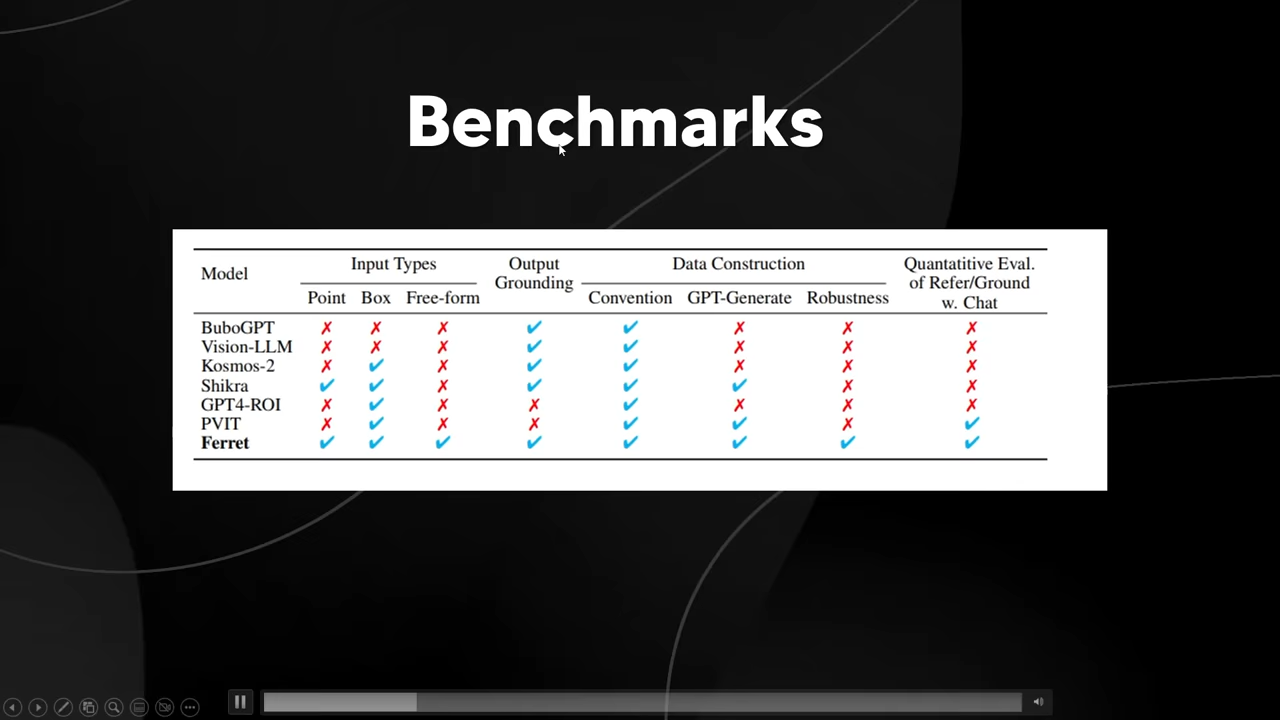 Benchmarks
Model Input Types Output Grounding Data Construction Quantatitive Eval. of Refer/Ground w. Chat
Point Box Free-form Convention GPT-Generate Robustness
BuboGPT ✗ ✗ ✗ ✔ ✔ ✗ ✗ ✗
Vision-LLM ✗ ✗ ✗ ✔ ✔ ✗ ✗ ✗
Kosmos-2 ✗ ✔ ✗ ✔ ✔ ✗ ✗ ✗
Shikra ✔ ✔ ✗ ✔ ✔ ✔ ✗ ✗
GPT4-ROI ✗ ✔ ✗ ✗ ✔ ✗ ✗ ✗
PVIT ✗ ✔ ✗ ✗ ✔ ✔ ✗ ✔
Ferret ✔ ✔ ✔ ✔ ✔ ✔ ✔ ✔